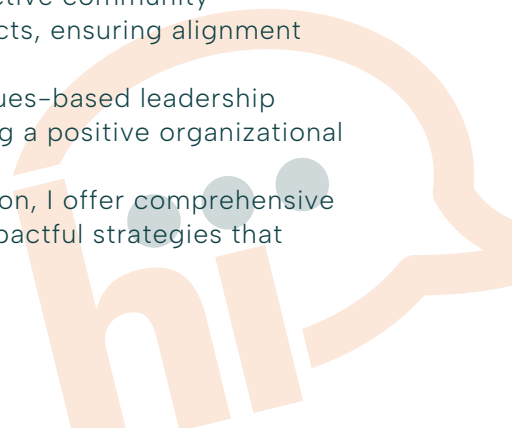 ctive community
cts, ensuring alignment
ues-based leadership
g a positive organizational
on, I offer comprehensive
pactful strategies that
hi